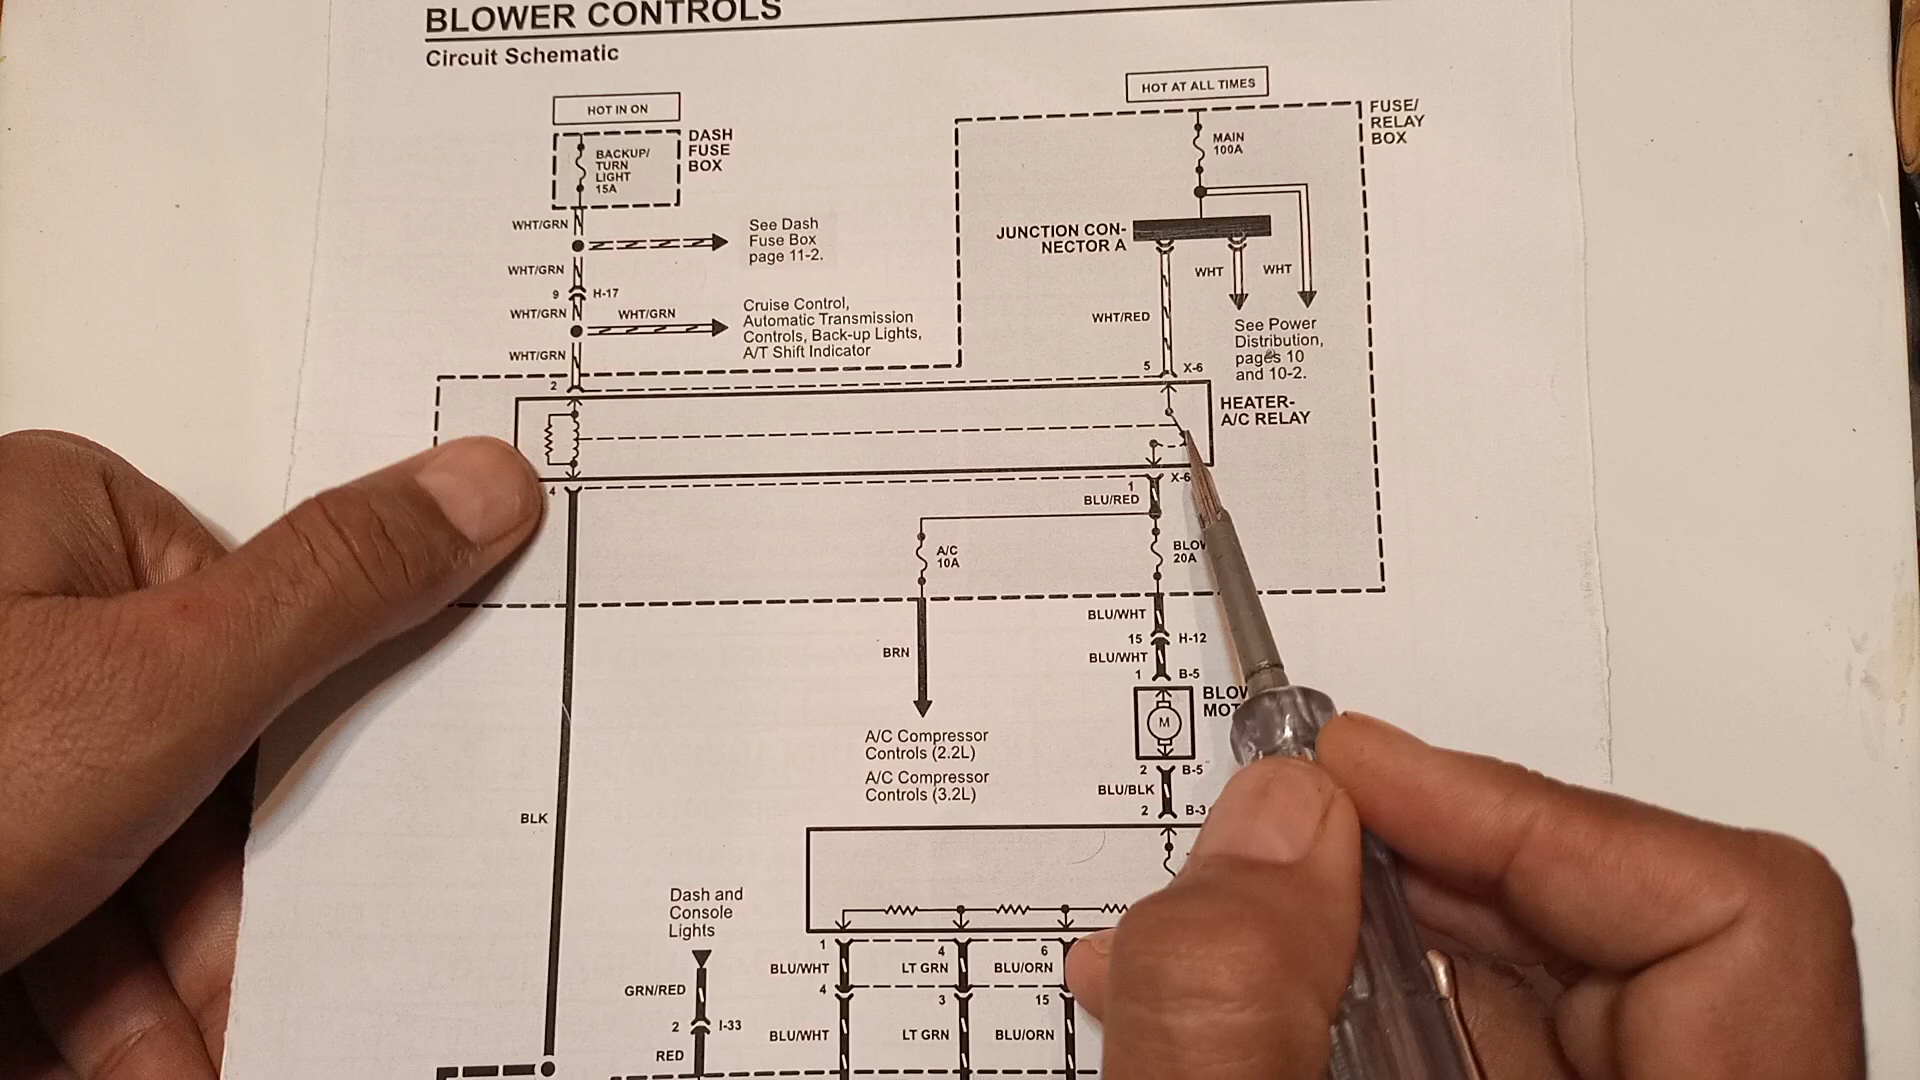 BLOWER CONTROLS
Circuit Schematic
HOT IN ON
HOT AT ALL TIMES
DASH
FUSE
BOX
BACKUP/
TURN
LIGHT
15A
FUSE/
RELAY
BOX
MAIN
100A
WHT/GRN
See Dash
Fuse Box
page 11-2.
JUNCTION CON-
NECTOR A
WHT/GRN
WHT
WHT
9
H-17
WHT/GRN
WHT/GRN
Cruise Control,
Automatic Transmission
Controls, Back-up Lights,
A/T Shift Indicator
WHT/RED
See Power
Distribution,
pages 10
and 10-2.
WHT/GRN
2
5
X-6
HEATER-
A/C RELAY
4
1
X-6
BLU/RED
A/C
10A
20A
BLU/WHT
15
H-12
BRN
BLU/WHT
1
B-5
M
A/C Compressor
Controls (2.2L)
A/C Compressor
Controls (3.2L)
2
B-5
BLU/BLK
2
BLK
Dash and
Console
Lights
1
4
6
BLU/WHT
LT GRN
BLU/ORN
GRN/RED
4
3
15
2
I-33
BLU/WHT
LT GRN
BLU/ORN
RED